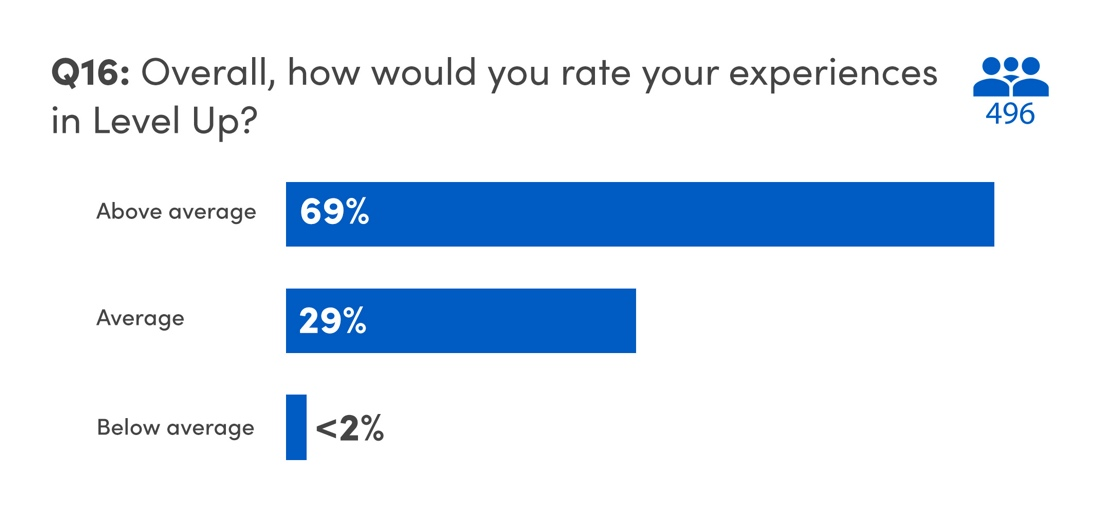 Q16: Overall, how would you rate your experiences
in Level Up?
496
Above average
69%
Average
29%
Below average
<2%